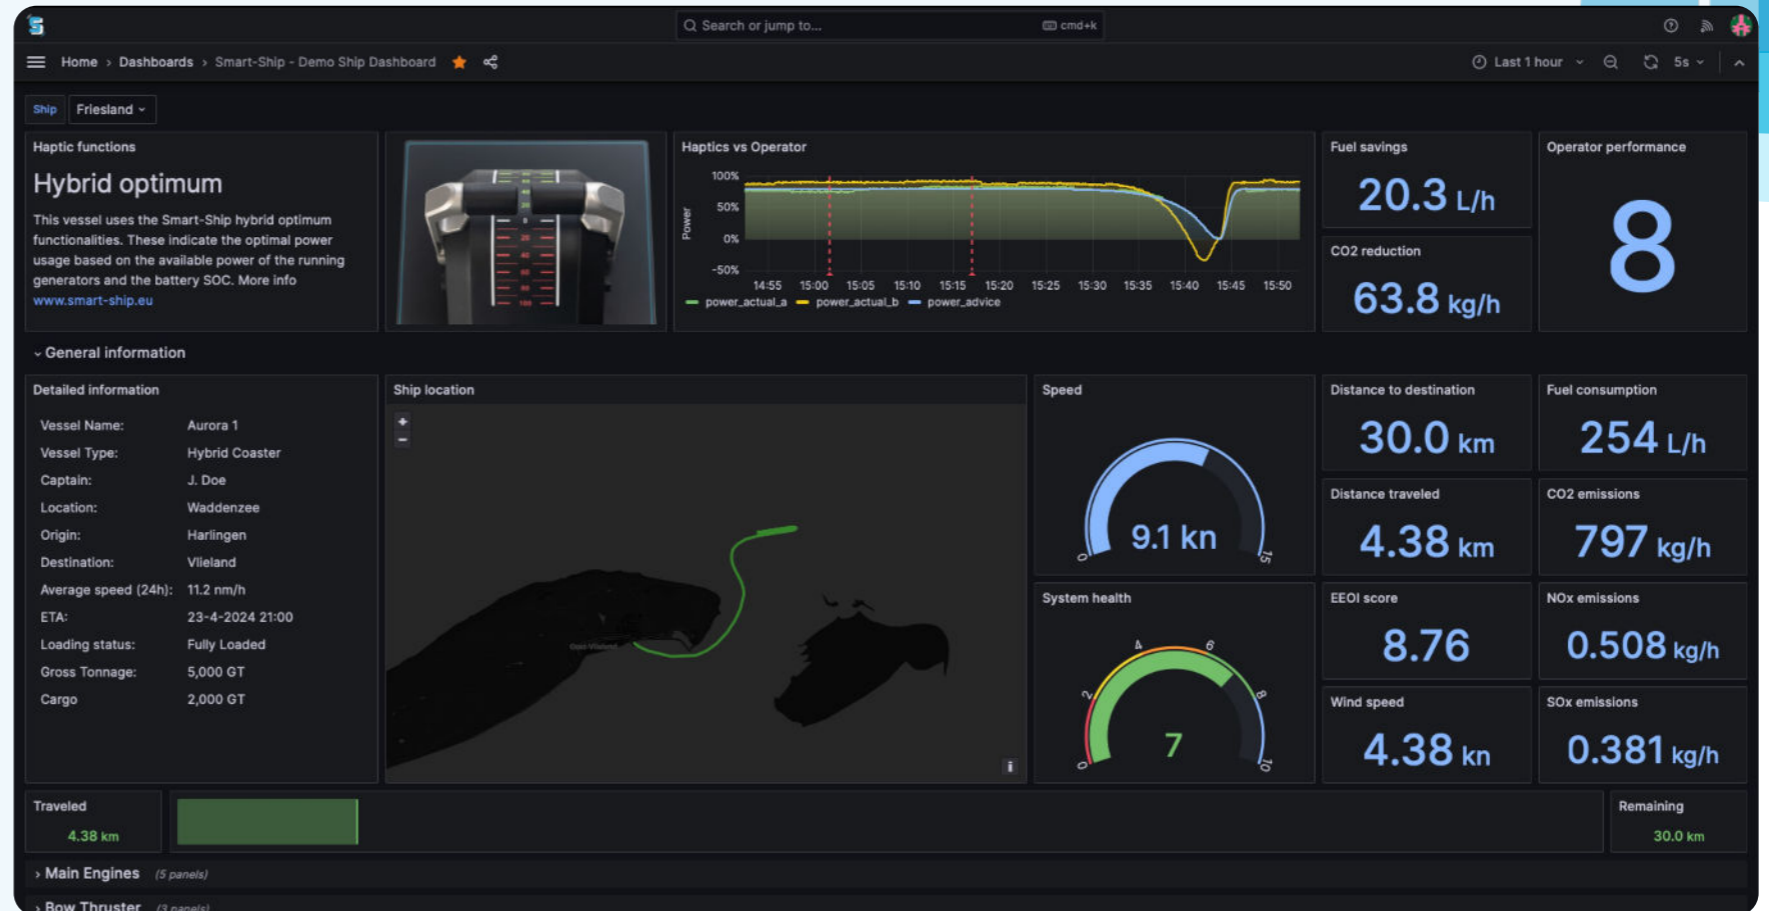 Search or jump to...
cmd+k
Home › Dashboards › Smart-Ship - Demo Ship Dashboard
Last 1 hour
5s
Ship
Friesland
Haptic functions
Hybrid optimum
This vessel uses the Smart-Ship hybrid optimum
functionalities. These indicate the optimal power
usage based on the available power of the running
generators and the battery SOC. More info
www.smart-ship.eu
Haptics vs Operator
Power
100%
50%
0%
-50%
14:55 15:00 15:05 15:10 15:15 15:20 15:25 15:30 15:35 15:40 15:45 15:50
power_actual_a power_actual_b power_advice
Fuel savings
20.3 L/h
CO2 reduction
63.8 kg/h
Operator performance
8
General information
Detailed information
Vessel Name: Aurora 1
Vessel Type: Hybrid Coaster
Captain: J. Doe
Location: Waddenzee
Origin: Harlingen
Destination: Vlieland
Average speed (24h): 11.2 nm/h
ETA: 23-4-2024 21:00
Loading status: Fully Loaded
Gross Tonnage: 5,000 GT
Cargo 2,000 GT
Ship location
+
−
i
Speed
9.1 kn
0
15
System health
0
2
4
6
8
10
7
Distance to destination
30.0 km
Distance traveled
4.38 km
EEOI score
8.76
Wind speed
4.38 kn
Fuel consumption
254 L/h
CO2 emissions
797 kg/h
NOx emissions
0.508 kg/h
SOx emissions
0.381 kg/h
Traveled
4.38 km
Remaining
30.0 km
Main Engines (5 panels)
Bow Thruster (3 panels)